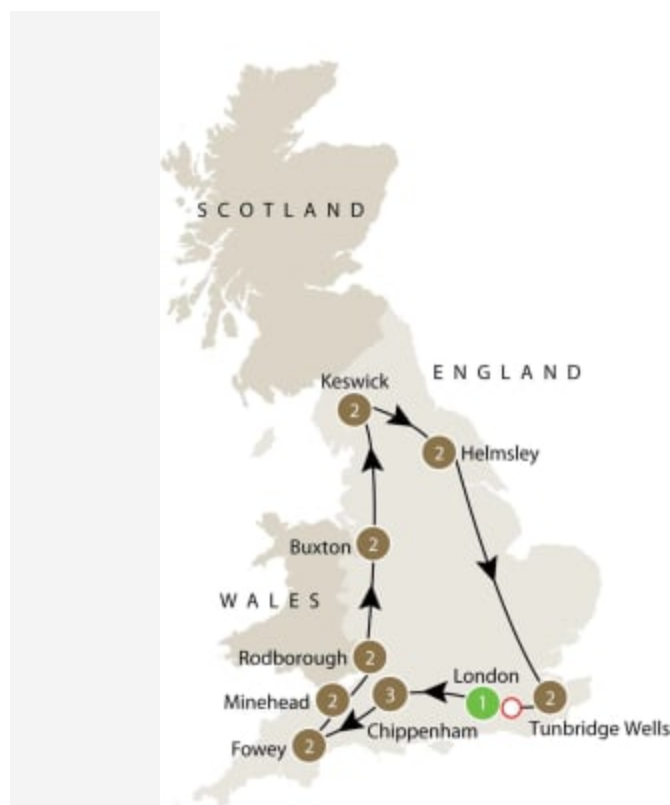 SCOTLAND
ENGLAND
Keswick
2
2 Helmsley
Buxton 2
WALES
Rodborough 2
London
Minehead 2
3
1
2
Chippenham
Tunbridge Wells
Fowey 2